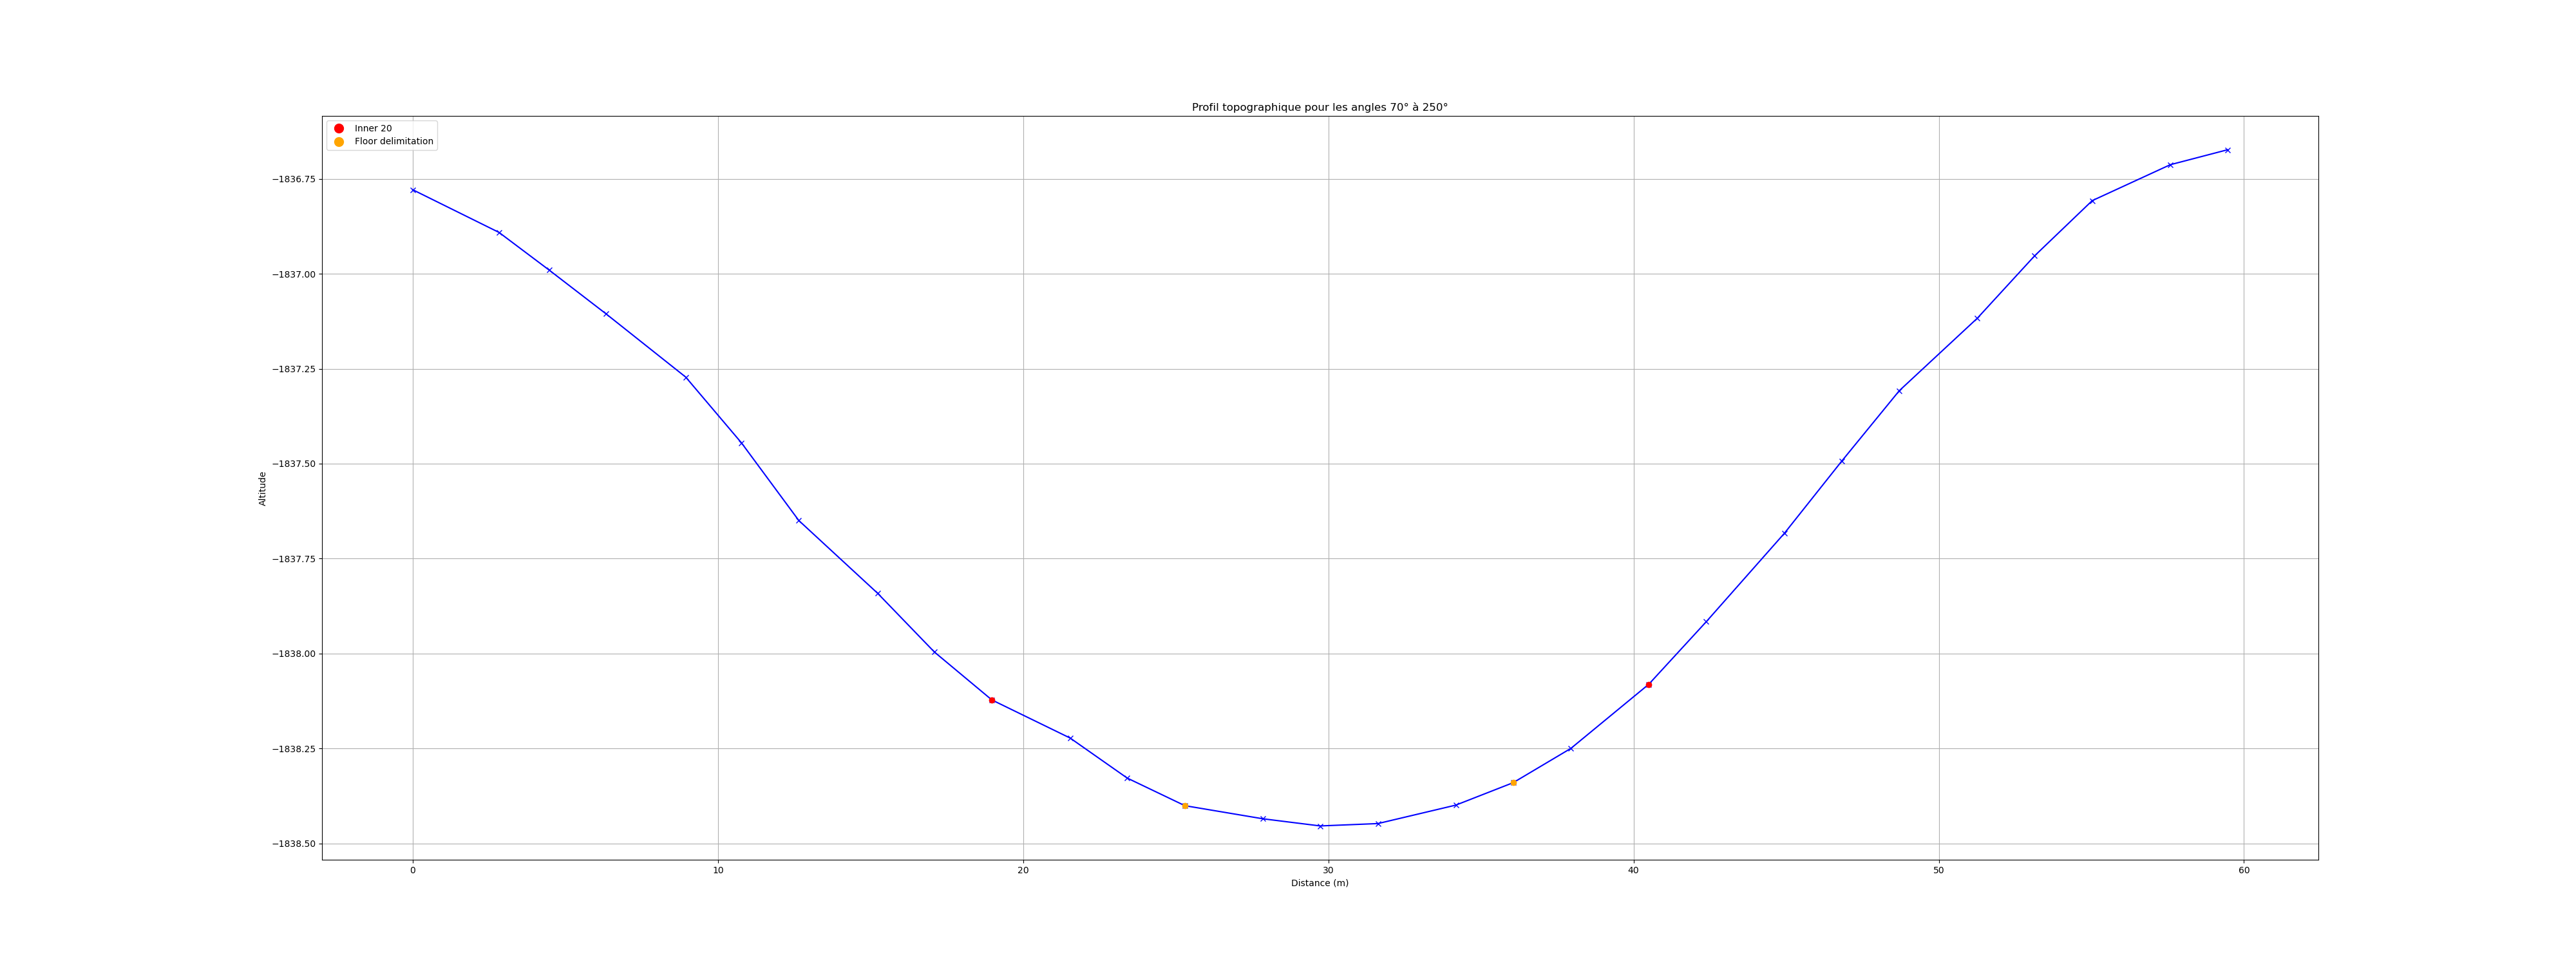 Profil topographique pour les angles 70° à 250°
Inner 20
Floor delimitation
−1836.75
−1837.00
−1837.25
−1837.50
−1837.75
−1838.00
−1838.25
−1838.50
Altitude
0 10 20 30 40 50 60
Distance (m)